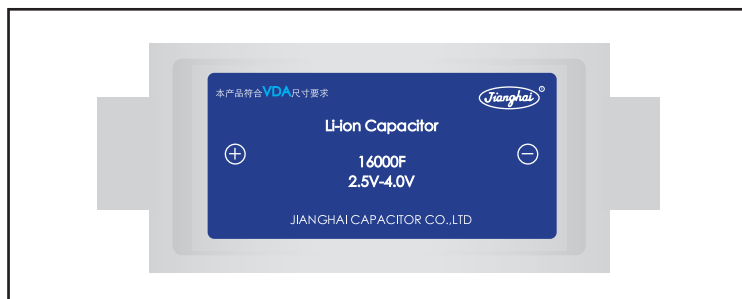 本产品符合VDA尺寸要求
Jianghai®
Li-ion Capacitor
16000F
2.5V-4.0V
JIANGHAI CAPACITOR CO.,LTD